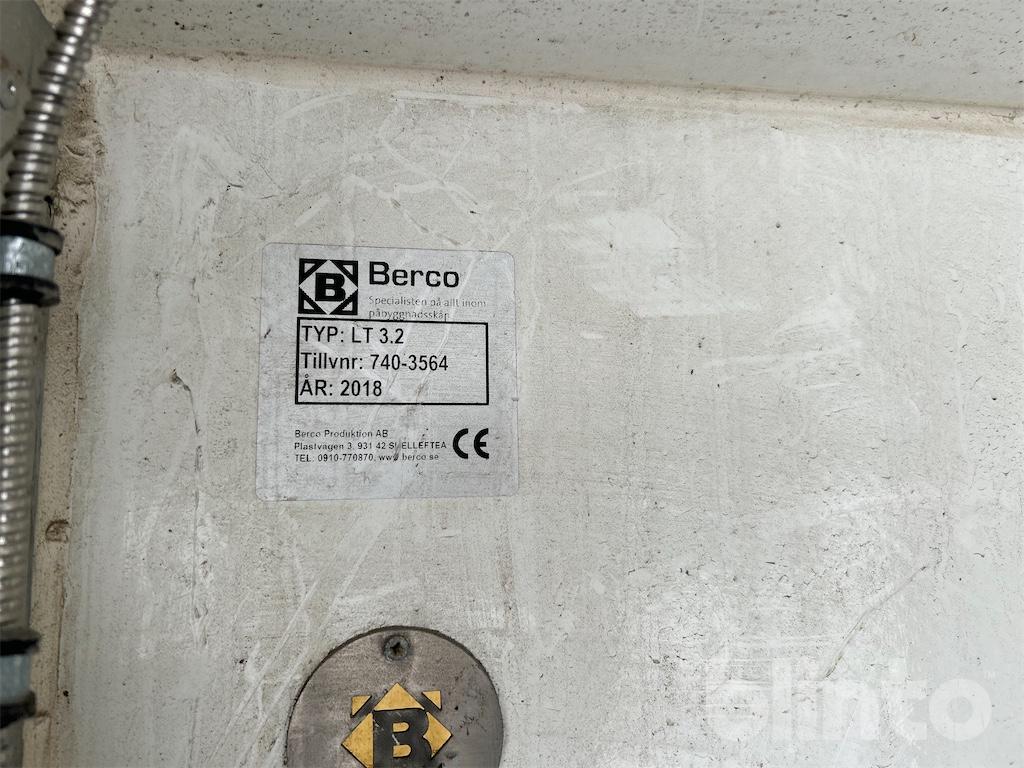 B Berco
Specialisten på allt inom
påbyggnadsskåp
TYP: LT 3.2
Tillvnr: 740-3564
ÅR: 2018
Berco Produktion AB
Plastvägen 3, 931 42 SKELLEFTEÅ
TEL: 0910-770870, www.berco.se
CE
B
blinto